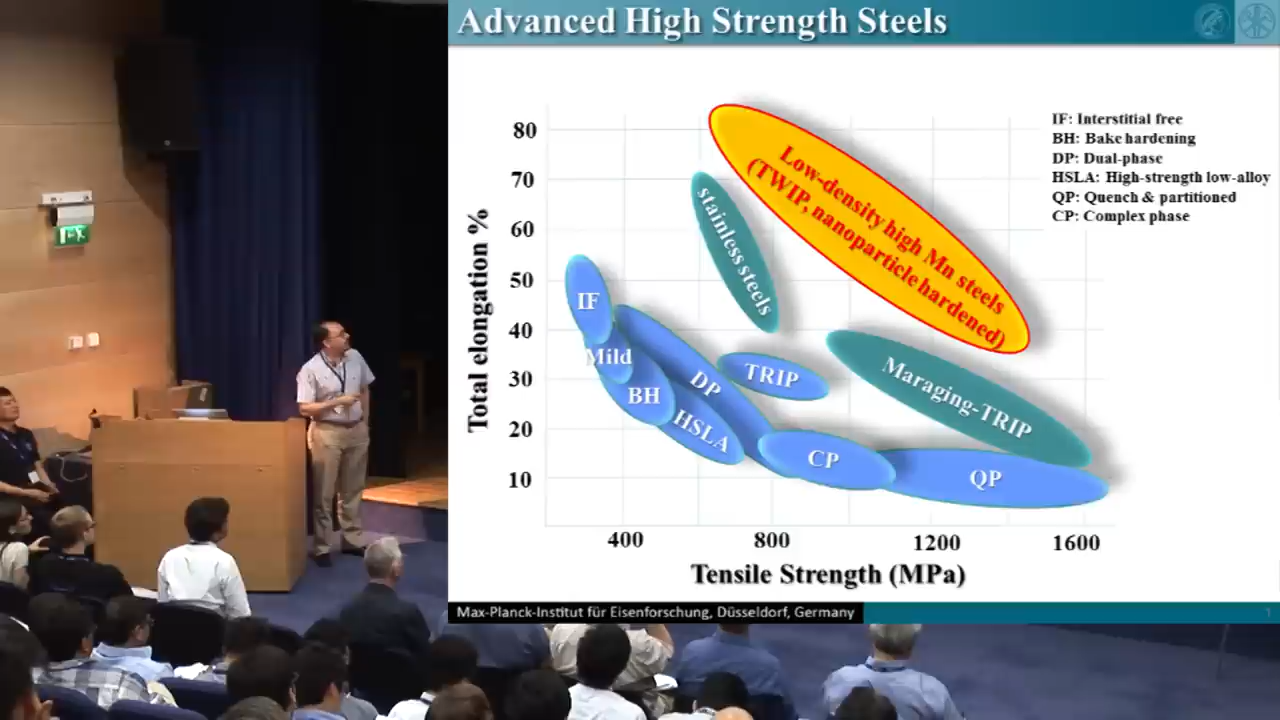 Advanced High Strength Steels
80
70
60
50
40
30
20
10
Total elongation %
400
800
1200
1600
Tensile Strength (MPa)
IF
Mild
BH
HSLA
DP
TRIP
CP
QP
stainless steels
Maraging-TRIP
Low-density high Mn steels
(TWIP, nanoparticle hardened)
IF: Interstitial free
BH: Bake hardening
DP: Dual-phase
HSLA: High-strength low-alloy
QP: Quench & partitioned
CP: Complex phase
Max-Planck-Institut für Eisenforschung, Düsseldorf, Germany
1